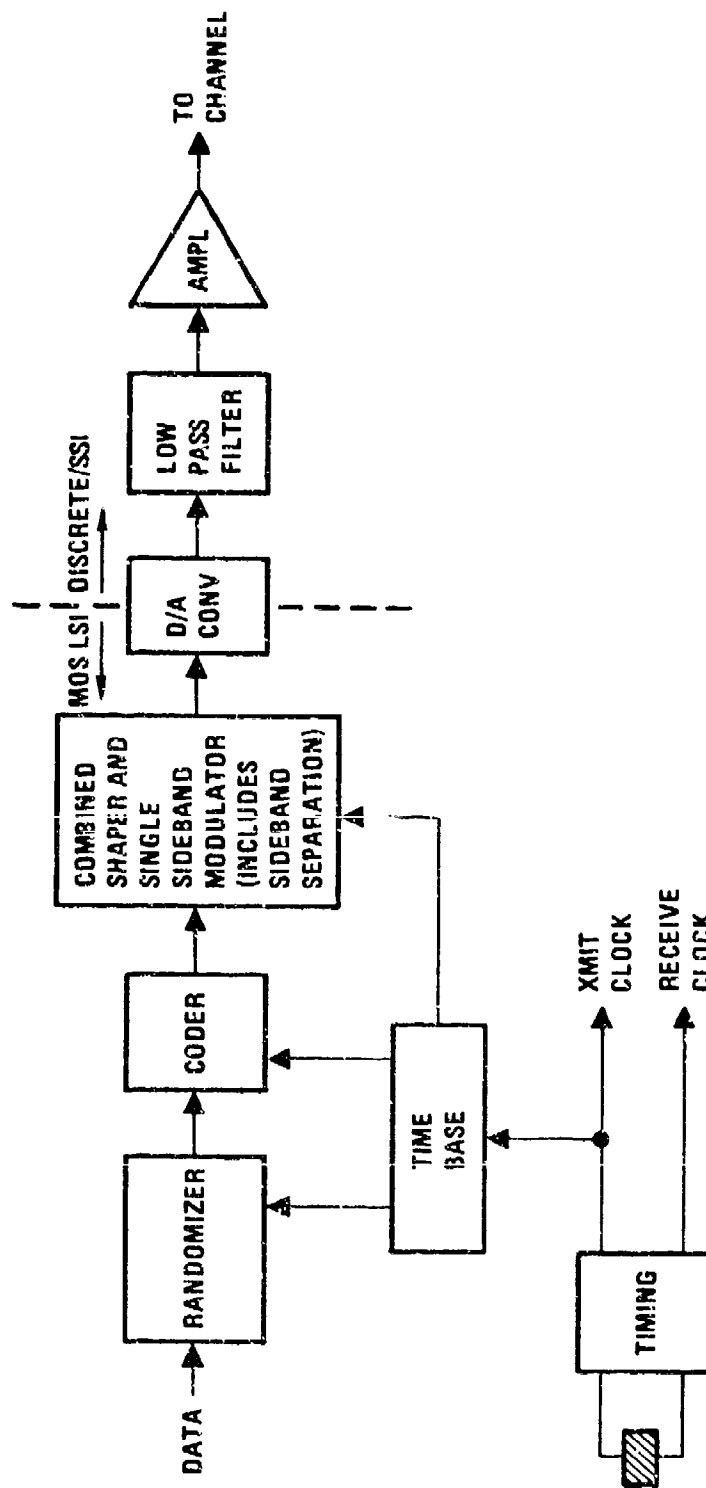 DATA
RANDOMIZER
CODER
COMBINED
SHAPER AND
SINGLE
SIDEBAND
MODULATOR
(INCLUDES
SIDEBAND
SEPARATION)
MOS LSI
DISCRETE/SSI
D/A
CONV
LOW
PASS
FILTER
AMPL
TO
CHANNEL
TIME
BASE
TIMING
XMIT
CLOCK
RECEIVE
CLOCK